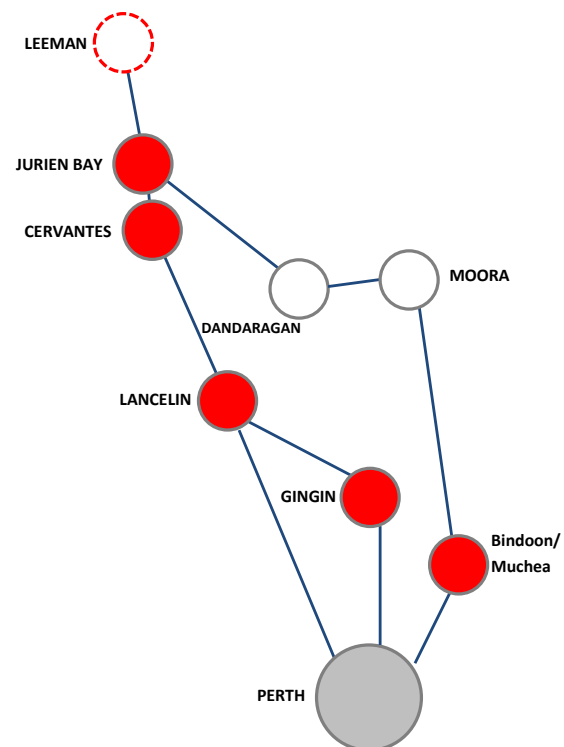 LEEMAN
JURIEN BAY
CERVANTES
MOORA
DANDARAGAN
LANCELIN
GINGIN
Bindoon/
Muchea
PERTH